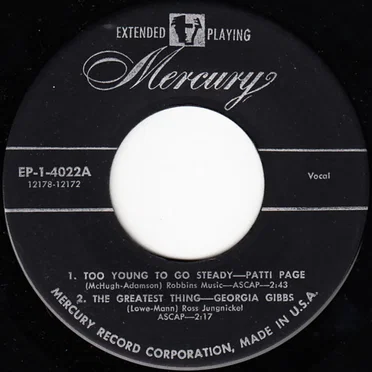 EXTENDED PLAYING
Mercury
EP-1-4022A
12178-12172
Vocal
1. TOO YOUNG TO GO STEADY—PATTI PAGE
(McHugh-Adamson) Robbins Music—ASCAP—2:43
2. THE GREATEST THING—GEORGIA GIBBS
(Lowe-Mann) Ross Jungnickel
ASCAP—2:17
MERCURY RECORD CORPORATION, MADE IN U.S.A.